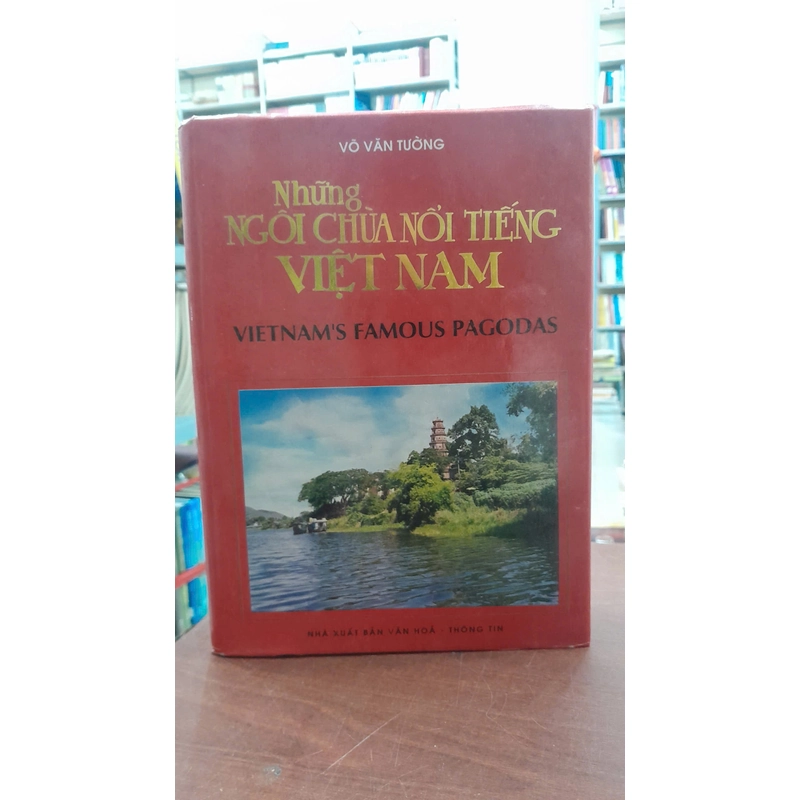 VÕ VĂN TƯỜNG
Những
NGÔI CHÙA NỔI TIẾNG
VIỆT NAM
VIETNAM'S FAMOUS PAGODAS
NHÀ XUẤT BẢN VĂN HOÁ - THÔNG TIN